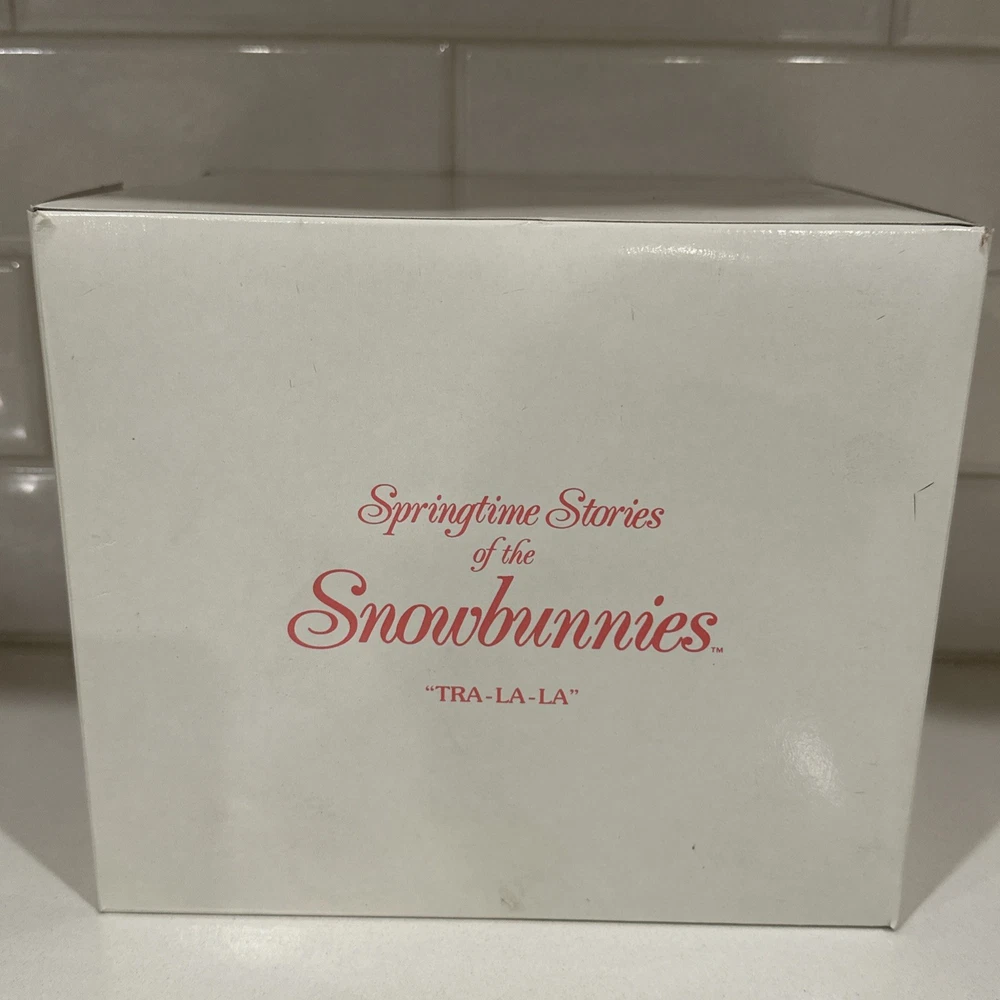 Springtime Stories
of the
Snowbunnies™
“TRA-LA-LA”